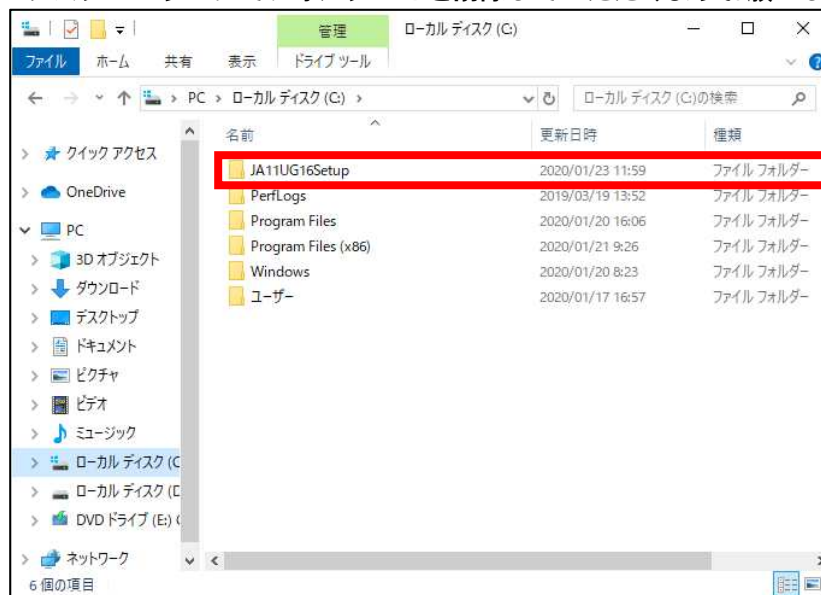 管理
ローカル ディスク (C:)
ファイル
ホーム
共有
表示
ドライブ ツール
PC
ローカル ディスク (C:)
ローカル ディスク (C:)の検索
名前
更新日時
種類
クイック アクセス
OneDrive
PC
3D オブジェクト
ダウンロード
デスクトップ
ドキュメント
ピクチャ
ビデオ
ミュージック
ローカル ディスク (C
ローカル ディスク (D
DVD ドライブ (E:)
ネットワーク
JA11UG16Setup 2020/01/23 11:59 ファイル フォルダー
PerfLogs 2019/03/19 13:52 ファイル フォルダー
Program Files 2020/01/20 16:06 ファイル フォルダー
Program Files (x86) 2020/01/21 9:26 ファイル フォルダー
Windows 2020/01/20 8:23 ファイル フォルダー
ユーザー 2020/01/17 16:57 ファイル フォルダー
6 個の項目